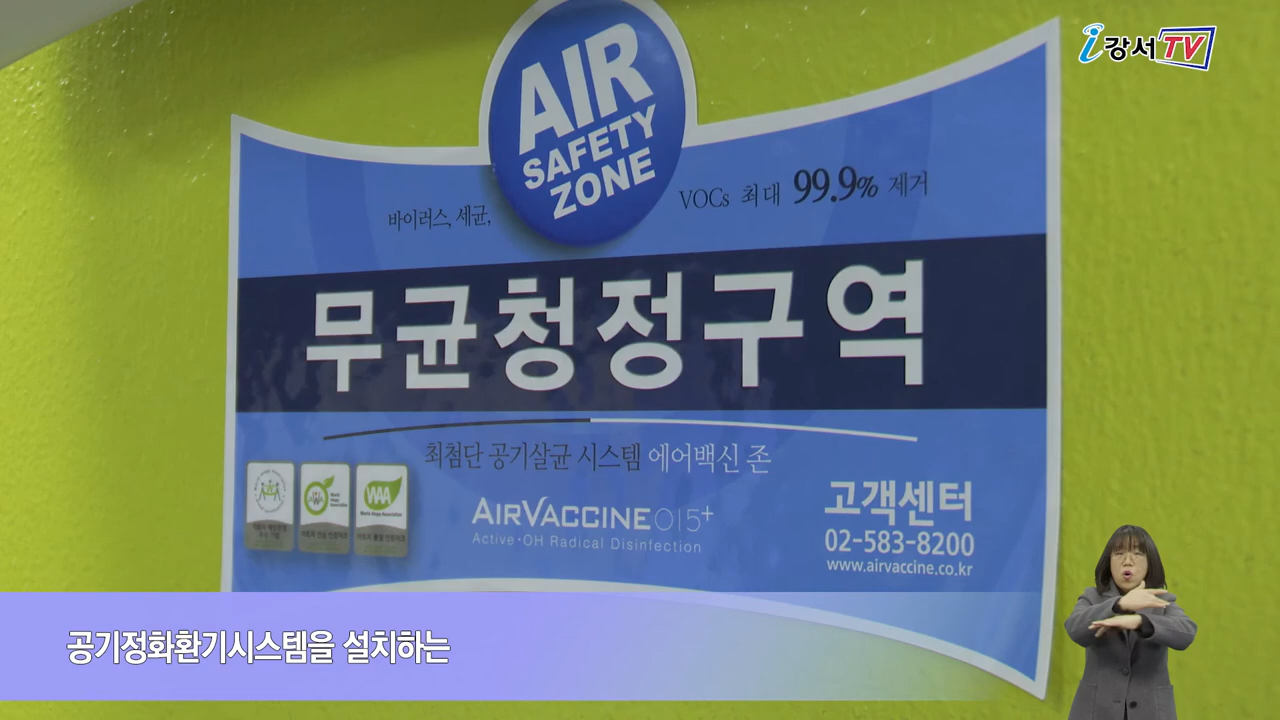 i강서TV
AIR
SAFETY
ZONE
바이러스, 세균,
VOCs 최대 99.9% 제거
무균청정구역
최첨단 공기살균 시스템 에어백신 존
AIRVACCINE O15+
Active·OH Radical Disinfection
고객센터
02-583-8200
www.airvaccine.co.kr
WAA
공기정화환기시스템을 설치하는